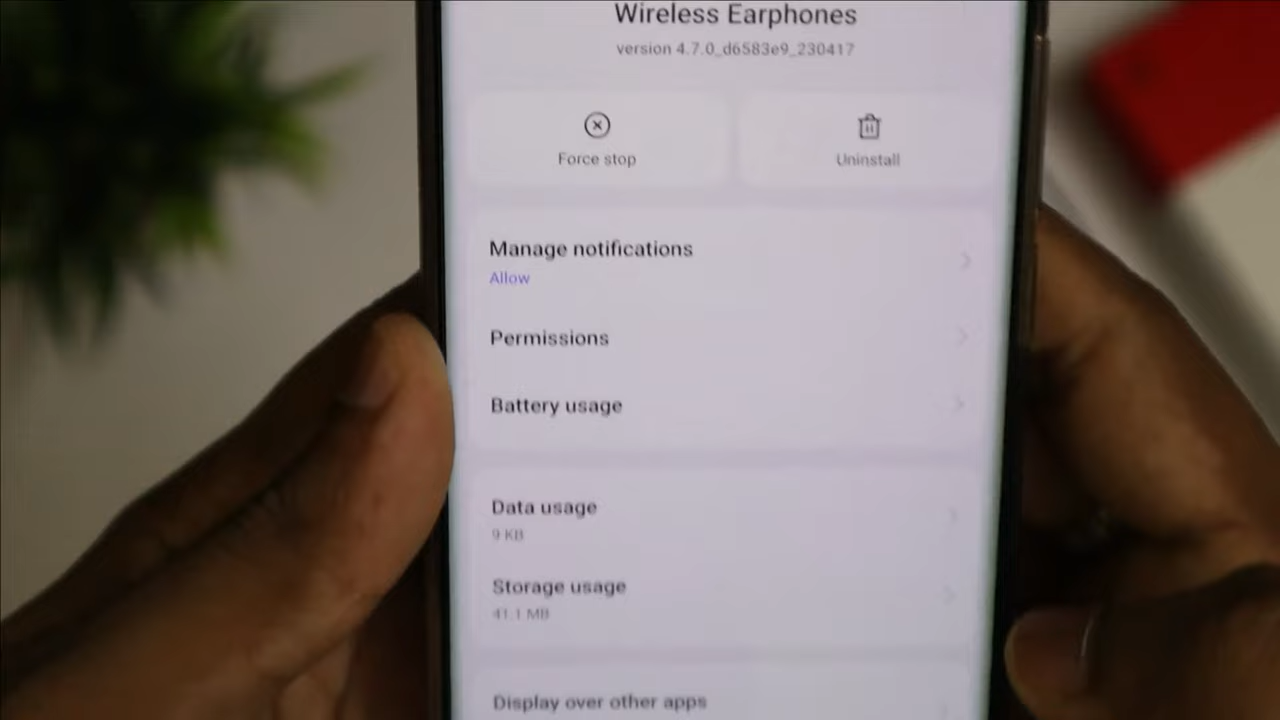 Wireless Earphones
version 4.7.0_d6583e9_230417
Force stop
Uninstall
Manage notifications
Allow
Permissions
Battery usage
Data usage
9 KB
Storage usage
41.1 MB
Display over other apps